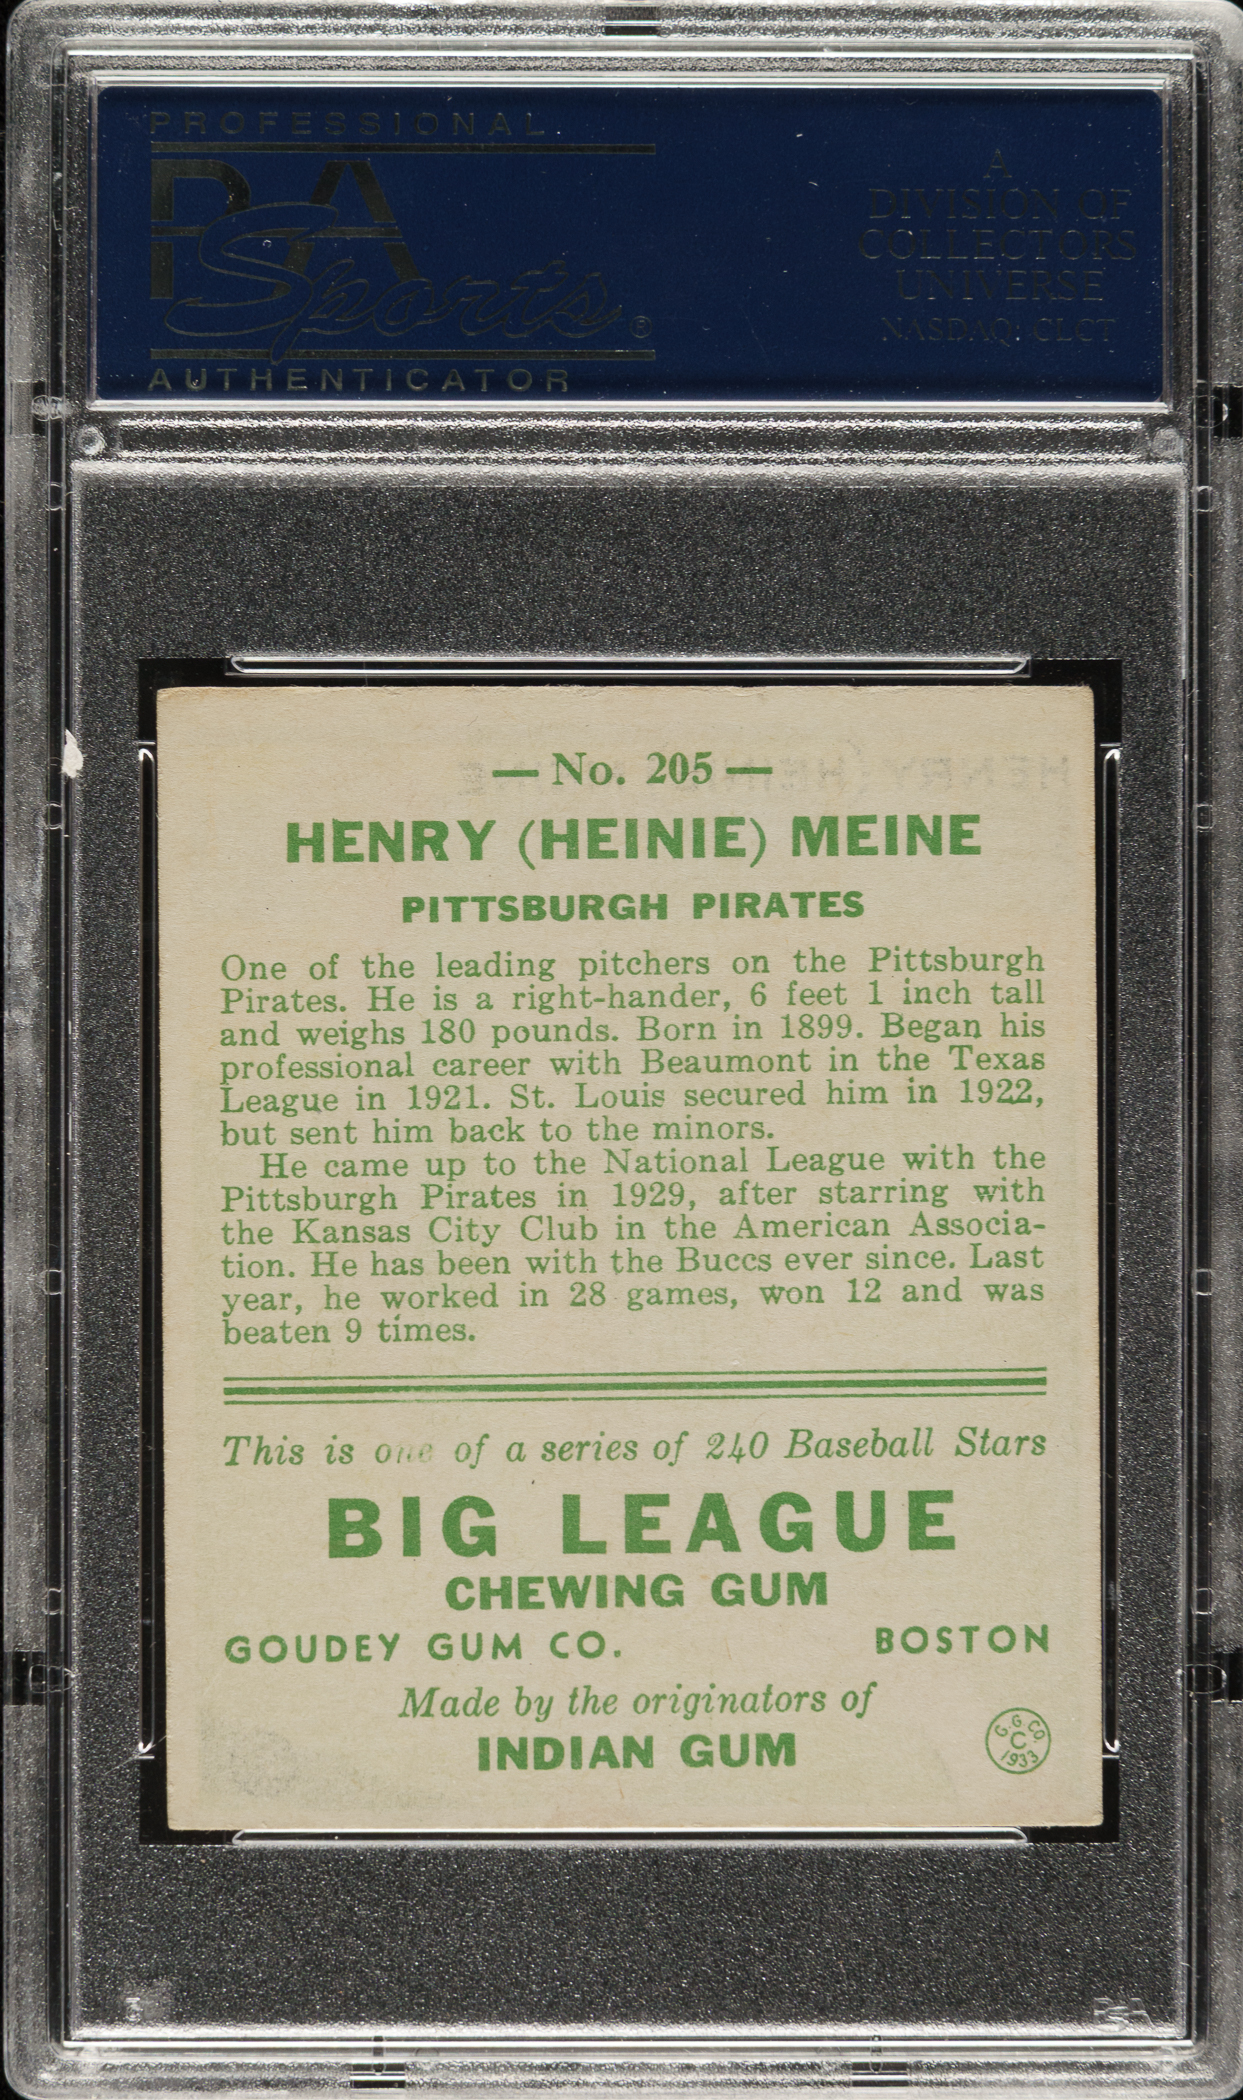 PROFESSIONAL
PSA
Sports ®
AUTHENTICATOR
A
DIVISION OF
COLLECTORS
UNIVERSE
NASDAQ: CLCT
— No. 205 —
HENRY (HEINIE) MEINE
PITTSBURGH PIRATES
One of the leading pitchers on the Pittsburgh
Pirates. He is a right-hander, 6 feet 1 inch tall
and weighs 180 pounds. Born in 1899. Began his
professional career with Beaumont in the Texas
League in 1921. St. Louis secured him in 1922,
but sent him back to the minors.
He came up to the National League with the
Pittsburgh Pirates in 1929, after starring with
the Kansas City Club in the American Associa-
tion. He has been with the Buccs ever since. Last
year, he worked in 28 games, won 12 and was
beaten 9 times.
This is one of a series of 240 Baseball Stars
BIG LEAGUE
CHEWING GUM
GOUDEY GUM CO. BOSTON
Made by the originators of
INDIAN GUM
G.G.CO.
C
1933
3
PSA